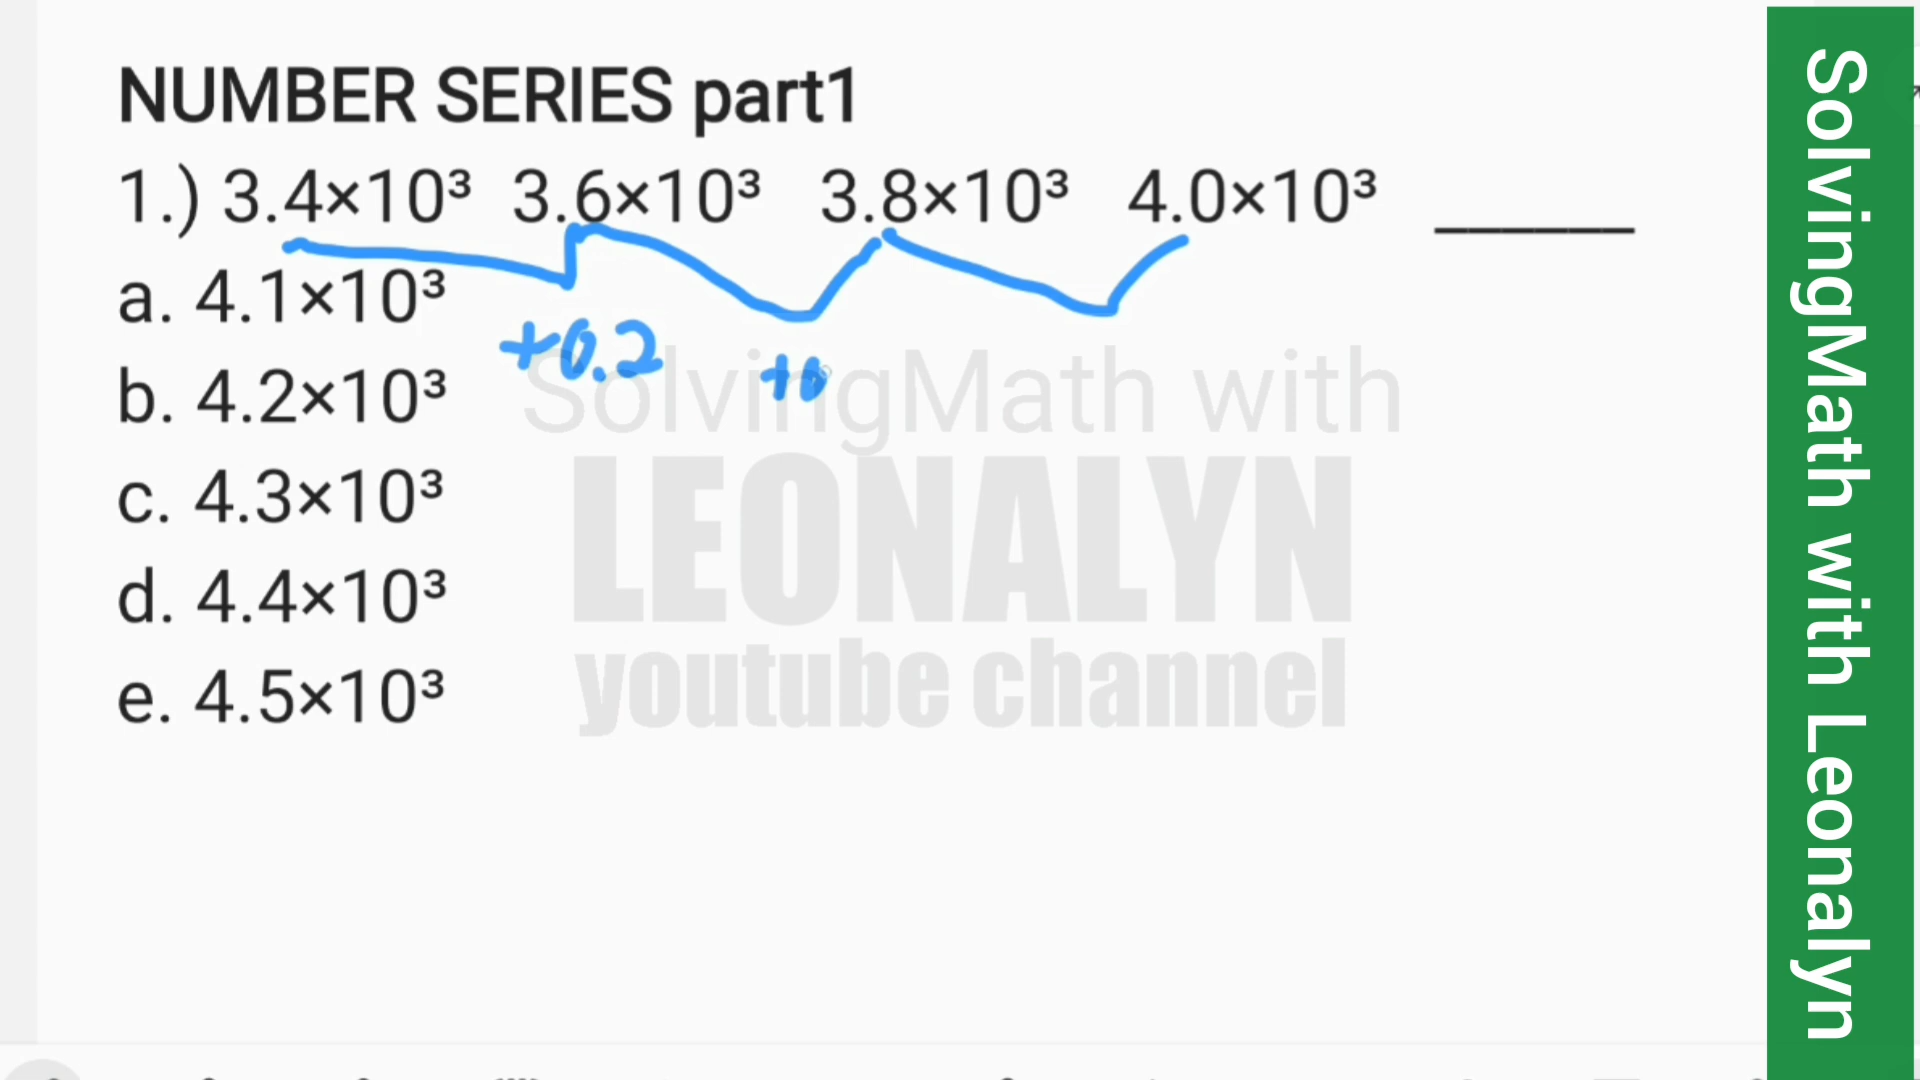 NUMBER SERIES part1
1.) 3.4×10³ 3.6×10³ 3.8×10³ 4.0×10³ ______
a. 4.1×10³
+0.2
+0
b. 4.2×10³
c. 4.3×10³
d. 4.4×10³
e. 4.5×10³
SolvingMath with
LEONALYN
youtube channel
SolvingMath with Leonalyn